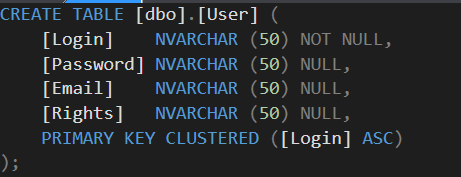 CREATE TABLE [dbo].[User] (
    [Login]    NVARCHAR (50) NOT NULL,
    [Password] NVARCHAR (50) NULL,
    [Email]    NVARCHAR (50) NULL,
    [Rights]   NVARCHAR (50) NULL,
    PRIMARY KEY CLUSTERED ([Login] ASC)
);